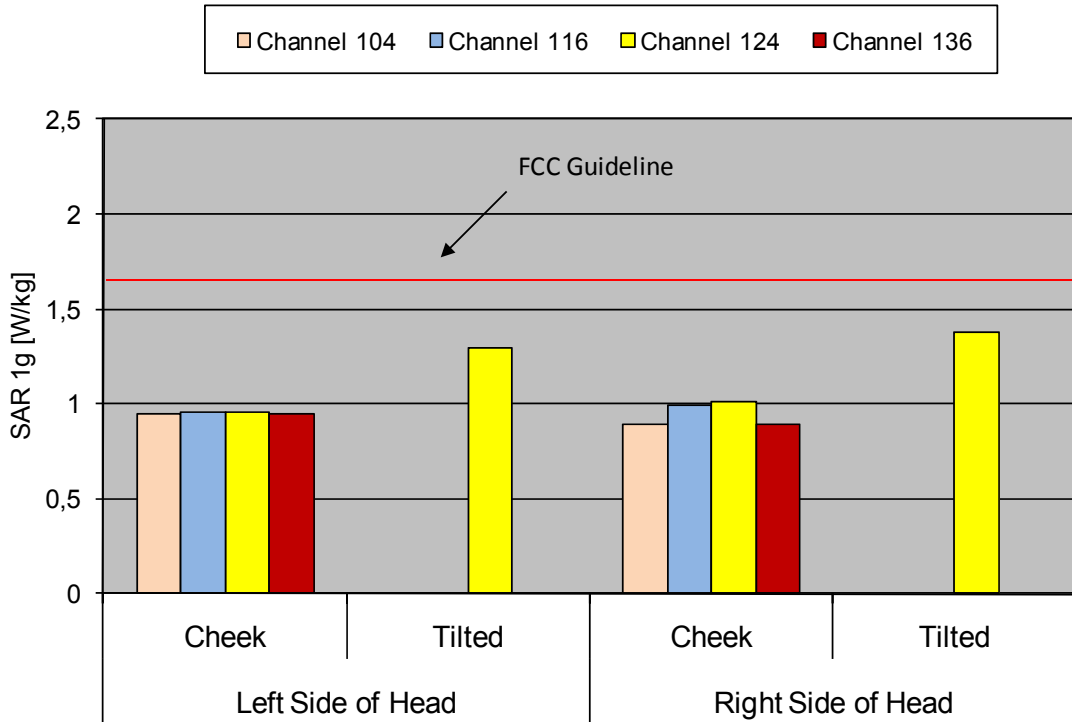 Channel 104 Channel 116 Channel 124 Channel 136
2,5
FCC Guideline
2
1,5
SAR 1g [W/kg]
1
0,5
0
Cheek Tilted Cheek Tilted
Left Side of Head Right Side of Head